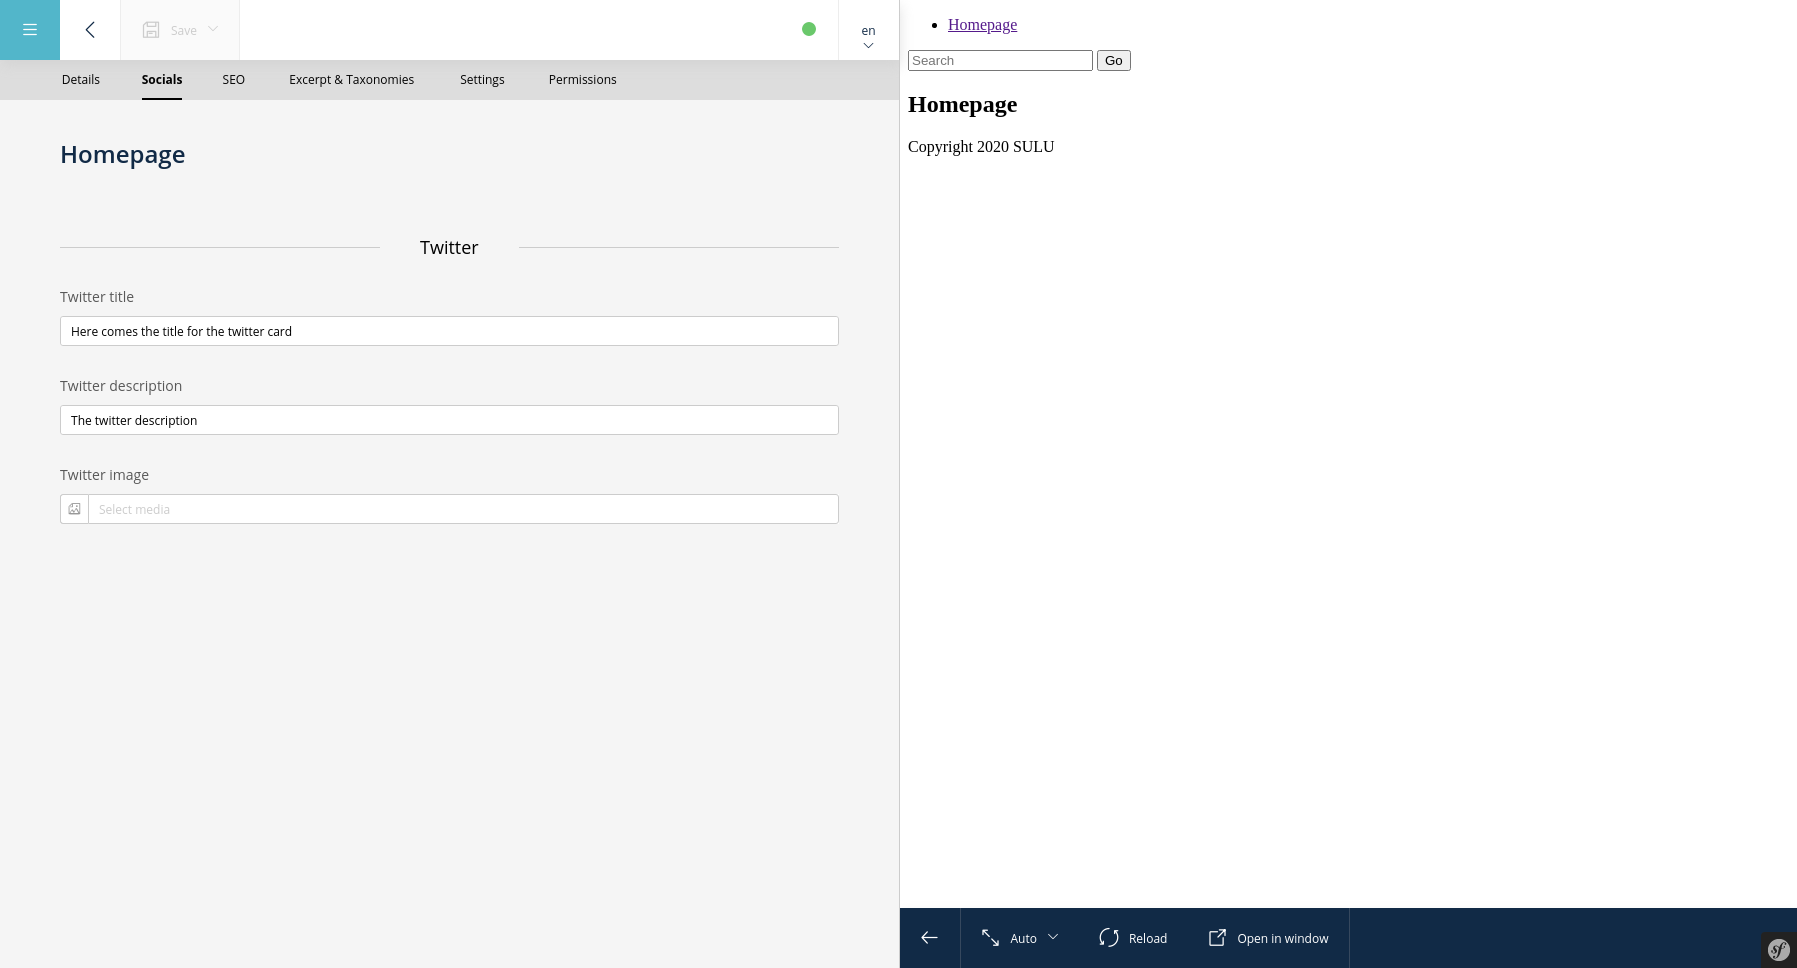 Save
en
Details Socials SEO Excerpt & Taxonomies Settings Permissions
Homepage
Twitter
Twitter title
Here comes the title for the twitter card
Twitter description
The twitter description
Twitter image
Select media
Homepage
Search Go
Homepage
Copyright 2020 SULU
Auto Reload Open in window
sf